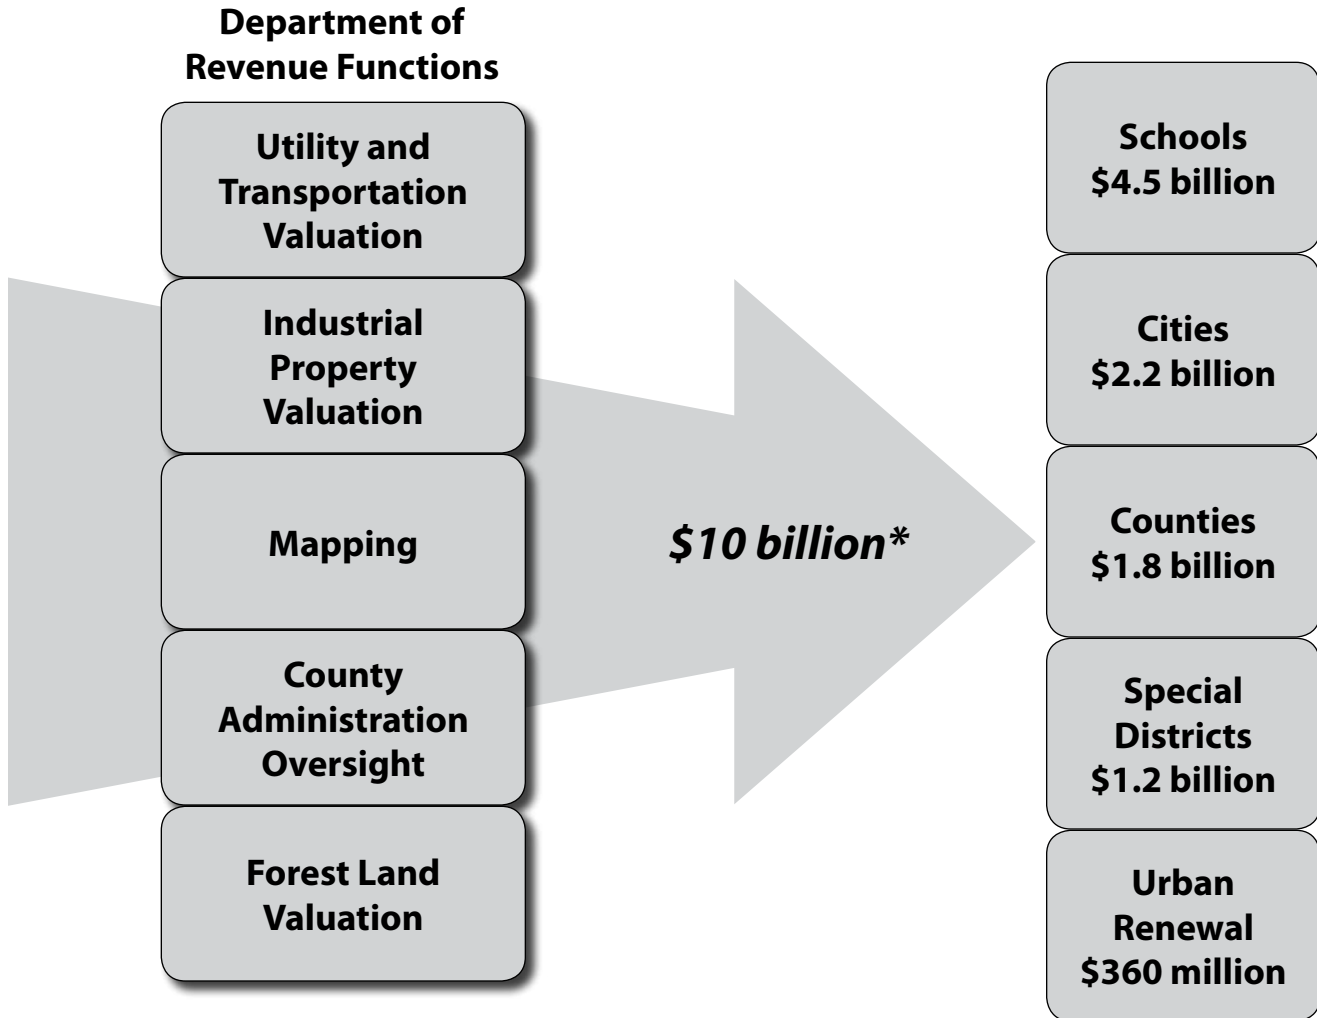 Department of
Revenue Functions
Utility and
Transportation
Valuation
Industrial
Property
Valuation
Mapping
County
Administration
Oversight
Forest Land
Valuation
$10 billion*
Schools
$4.5 billion
Cities
$2.2 billion
Counties
$1.8 billion
Special
Districts
$1.2 billion
Urban
Renewal
$360 million